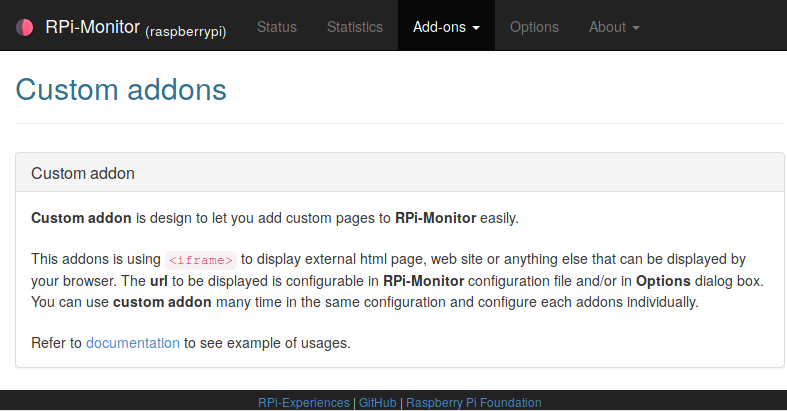 RPi-Monitor (raspberrypi) Status Statistics Add-ons Options About
Custom addons
Custom addon
Custom addon is design to let you add custom pages to RPi-Monitor easily.
This addons is using <iframe> to display external html page, web site or anything else that can be displayed by
your browser. The url to be displayed is configurable in RPi-Monitor configuration file and/or in Options dialog box.
You can use custom addon many time in the same configuration and configure each addons individually.
Refer to documentation to see example of usages.
RPi-Experiences | GitHub | Raspberry Pi Foundation